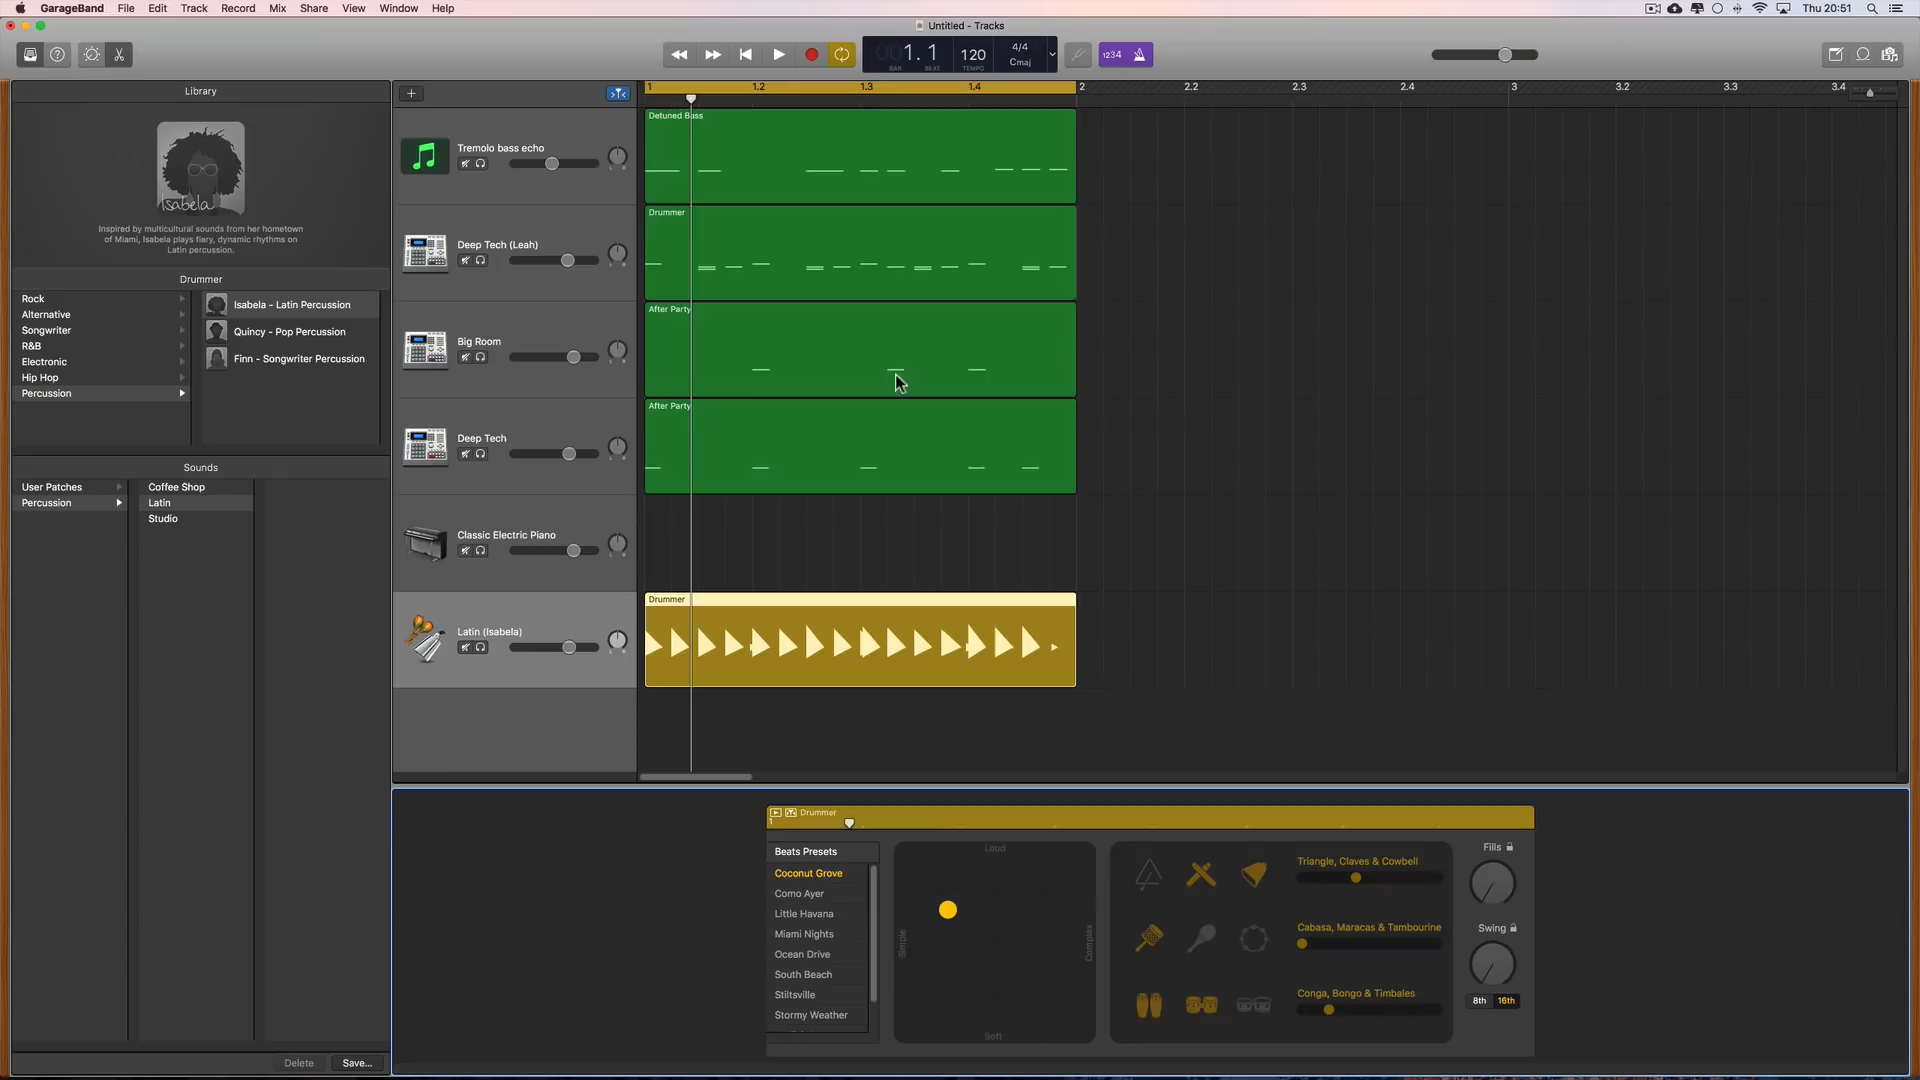 GarageBand File Edit Track Record Mix Share View Window Help Thu 20:51
Untitled - Tracks
1. 1
BAR BEAT
120
TEMPO
4/4
Cmaj
1234
Library
Isabela
Inspired by multicultural sounds from her hometown
of Miami, Isabela plays fiery, dynamic rhythms on
Latin percussion.
Drummer
Rock
Alternative
Songwriter
R&B
Electronic
Hip Hop
Percussion
Isabela - Latin Percussion
Quincy - Pop Percussion
Finn - Songwriter Percussion
Sounds
User Patches
Percussion
Coffee Shop
Latin
Studio
Delete
Save...
1 1.2 1.3 1.4 2 2.2 2.3 2.4 3 3.2 3.3 3.4
Tremolo bass echo
Detuned Bass
Deep Tech (Leah)
Drummer
Big Room
After Party
Deep Tech
After Party
Classic Electric Piano
Latin (Isabela)
Drummer
Drummer
1
Beats Presets
Coconut Grove
Como Ayer
Little Havana
Miami Nights
Ocean Drive
South Beach
Stiltsville
Stormy Weather
Loud
Simple
Complex
Soft
Triangle, Claves & Cowbell
Cabasa, Maracas & Tambourine
Conga, Bongo & Timbales
Fills
Swing
8th 16th